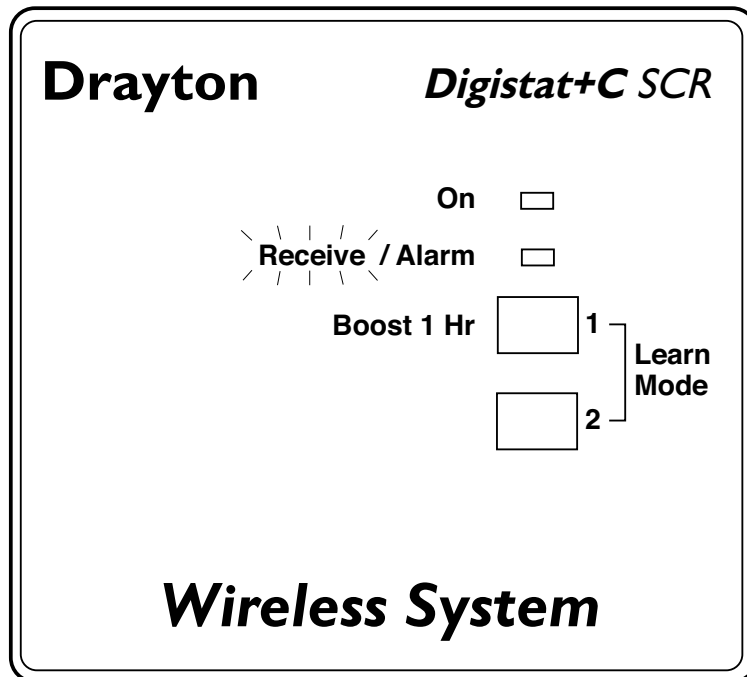 Drayton Digistat+C SCR
On
Receive / Alarm
Boost 1 Hr 1
Learn
Mode
2
Wireless System